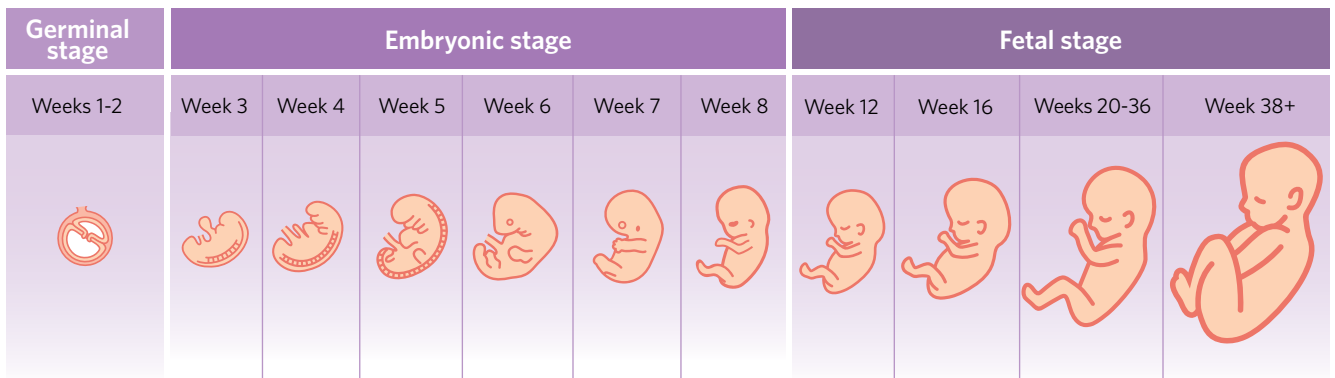 Germinal
stage
Embryonic stage
Fetal stage
Weeks 1-2
Week 3
Week 4
Week 5
Week 6
Week 7
Week 8
Week 12
Week 16
Weeks 20-36
Week 38+